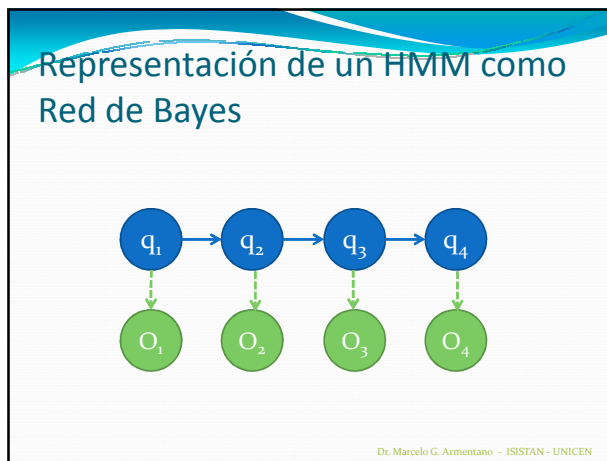 Representación de un HMM como
Red de Bayes
q₁ q₂ q₃ q₄
O₁ O₂ O₃ O₄
Dr. Marcelo G. Armentano - ISISTAN - UNICEN